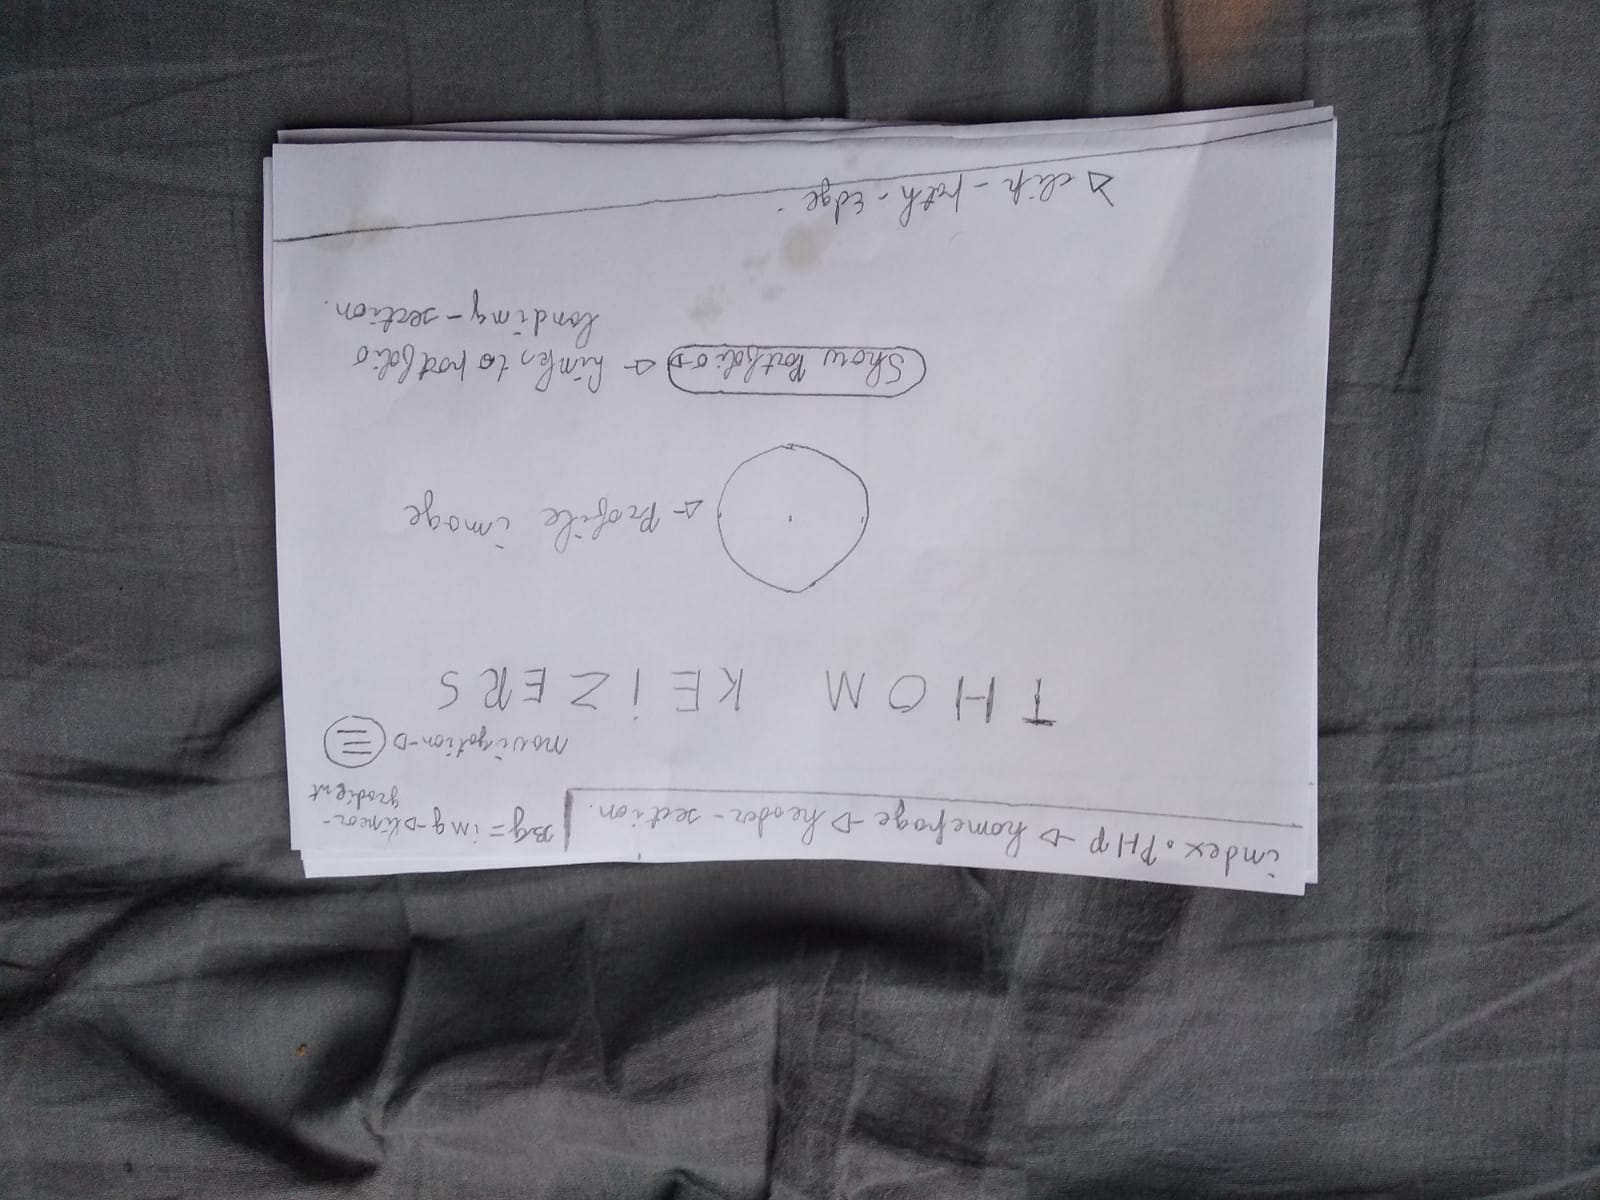 index.PHP → homepage → header-section.
BG = img → linear-
gradient
navigation →
THOM KEiZERS
← Profile image
Show Portfolio →
← Links to portfolio
landing-section.
↘ clip-path-Edge.